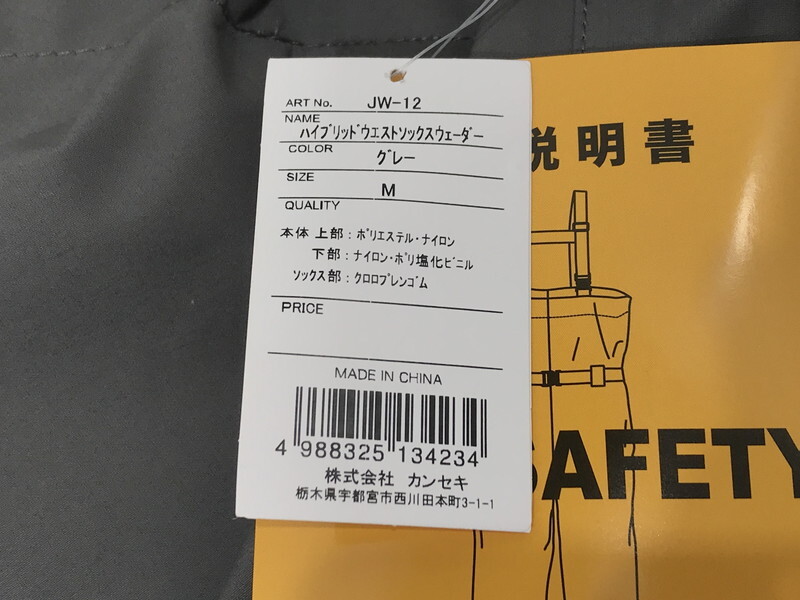 ART No. JW-12
NAME
ﾊｲﾌﾞﾘｯﾄﾞｳｴｽﾄｿｯｸｽｳｪｰﾀﾞｰ
COLOR グレー
SIZE M
QUALITY
本体 上部：ﾎﾟﾘｴｽﾃﾙ・ﾅｲﾛﾝ
下部：ﾅｲﾛﾝ・ﾎﾟﾘ塩化ﾋﾞﾆﾙ
ｿｯｸｽ部：ｸﾛﾛﾌﾟﾚﾝｺﾞﾑ
PRICE
MADE IN CHINA
4 988325 134234
株式会社 カンセキ
栃木県宇都宮市西川田本町3-1-1
説明書
SAFETY